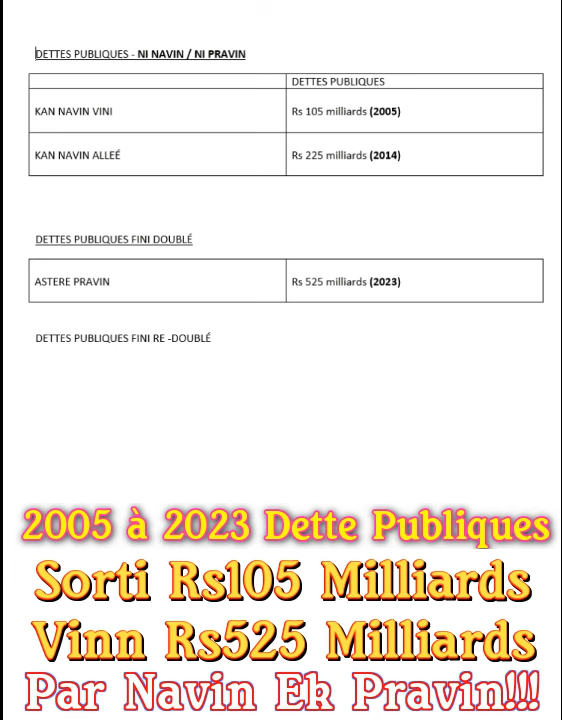 DETTES PUBLIQUES - NI NAVIN / NI PRAVIN
DETTES PUBLIQUES
KAN NAVIN VINI Rs 105 milliards (2005)
KAN NAVIN ALLEÉ Rs 225 milliards (2014)
DETTES PUBLIQUES FINI DOUBLÉ
ASTERE PRAVIN Rs 525 milliards (2023)
DETTES PUBLIQUES FINI RE -DOUBLÉ
2005 à 2023 Dette Publiques
Sorti Rs105 Milliards
Vinn Rs525 Milliards
Par Navin Ek Pravin!!!